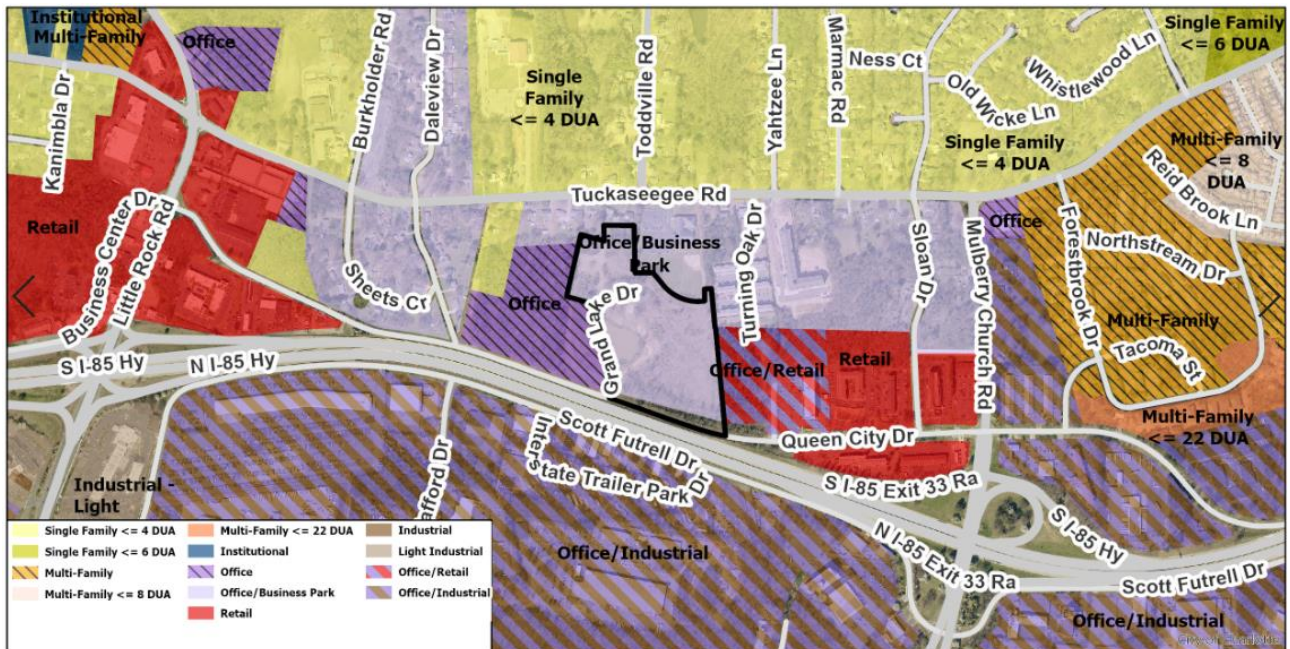 Institutional
Multi-Family
Office
Burkholder Rd
Daleview Dr
Single
Family
<= 4 DUA
Toddville Rd
Yahtzee Ln
Marmac Rd
Ness Ct
Old Wicke Ln
Whistlewood Ln
Single Family
<= 6 DUA
Single Family
<= 4 DUA
Multi-Family
<= 8
DUA
Reid Brook Ln
Kanimbla Dr
Tuckaseegee Rd
Retail
Business Center Dr
Little Rock Rd
Sheets Cr
Office/Business
Park
Office
Grand Lake Dr
Turning Oak Dr
Sloan Dr
Mulberry Church Rd
Office
Forestbrook Dr
Northstream Dr
Multi-Family
Tacoma St
S I-85 Hy
N I-85 Hy
Office/Retail
Retail
Multi-Family
<= 22 DUA
Queen City Dr
Scott Futrell Dr
Interstate Trailer Park Dr
afford Dr
S I-85 Exit 33 Ra
S I-85 Hy
N I-85 Exit 33 Ra
Scott Futrell Dr
Industrial -
Light
Office/Industrial
Office/Industrial
Single Family <= 4 DUA
Single Family <= 6 DUA
Multi-Family
Multi-Family <= 8 DUA
Multi-Family <= 22 DUA
Institutional
Office
Office/Business Park
Retail
Industrial
Light Industrial
Office/Retail
Office/Industrial
City of Charlotte